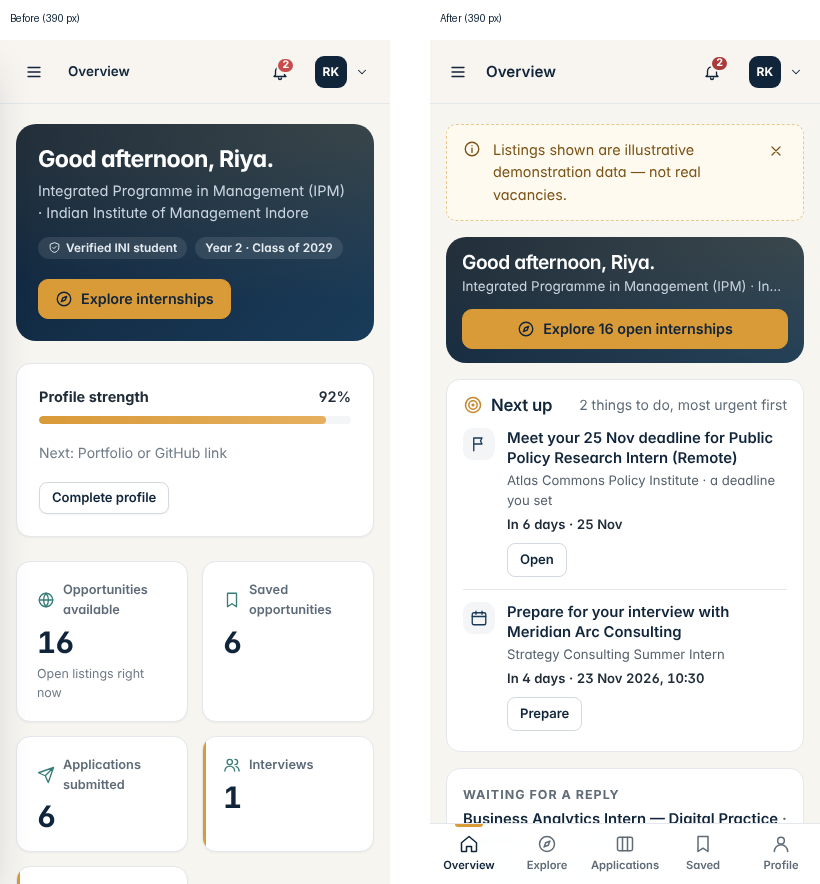 Before (390 px)
Overview
2
RK
Good afternoon, Riya.
Integrated Programme in Management (IPM)
· Indian Institute of Management Indore
Verified INI student
Year 2 · Class of 2029
Explore internships
Profile strength
92%
Next: Portfolio or GitHub link
Complete profile
Opportunities
available
16
Open listings right
now
Saved
opportunities
6
Applications
submitted
6
Interviews
1
After (390 px)
Overview
2
RK
Listings shown are illustrative
demonstration data — not real
vacancies.
Good afternoon, Riya.
Integrated Programme in Management (IPM) · In...
Explore 16 open internships
Next up
2 things to do, most urgent first
Meet your 25 Nov deadline for Public
Policy Research Intern (Remote)
Atlas Commons Policy Institute · a deadline
you set
In 6 days · 25 Nov
Open
Prepare for your interview with
Meridian Arc Consulting
Strategy Consulting Summer Intern
In 4 days · 23 Nov 2026, 10:30
Prepare
WAITING FOR A REPLY
Business Analytics Intern — Digital Practice ·
Overview
Explore
Applications
Saved
Profile